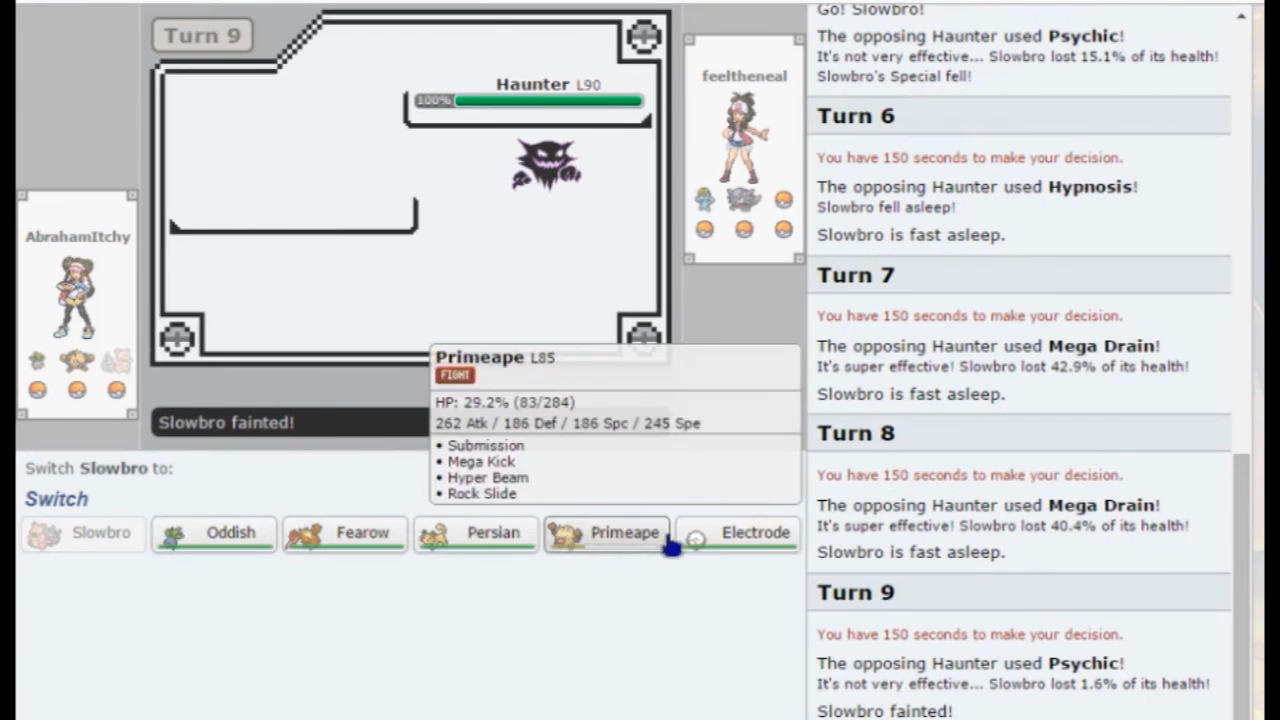 Turn 9
Haunter L90
100%
feeltheneal
AbrahamItchy
Slowbro fainted!
Primeape L85
FIGHT
HP: 29.2% (83/284)
262 Atk / 186 Def / 186 Spc / 245 Spe
• Submission
• Mega Kick
• Hyper Beam
• Rock Slide
Switch Slowbro to:
Switch
Slowbro
Oddish
Fearow
Persian
Primeape
Electrode
Go! Slowbro!
The opposing Haunter used Psychic!
It's not very effective... Slowbro lost 15.1% of its health!
Slowbro's Special fell!
Turn 6
You have 150 seconds to make your decision.
The opposing Haunter used Hypnosis!
Slowbro fell asleep!
Slowbro is fast asleep.
Turn 7
You have 150 seconds to make your decision.
The opposing Haunter used Mega Drain!
It's super effective! Slowbro lost 42.9% of its health!
Slowbro is fast asleep.
Turn 8
You have 150 seconds to make your decision.
The opposing Haunter used Mega Drain!
It's super effective! Slowbro lost 40.4% of its health!
Slowbro is fast asleep.
Turn 9
You have 150 seconds to make your decision.
The opposing Haunter used Psychic!
It's not very effective... Slowbro lost 1.6% of its health!
Slowbro fainted!